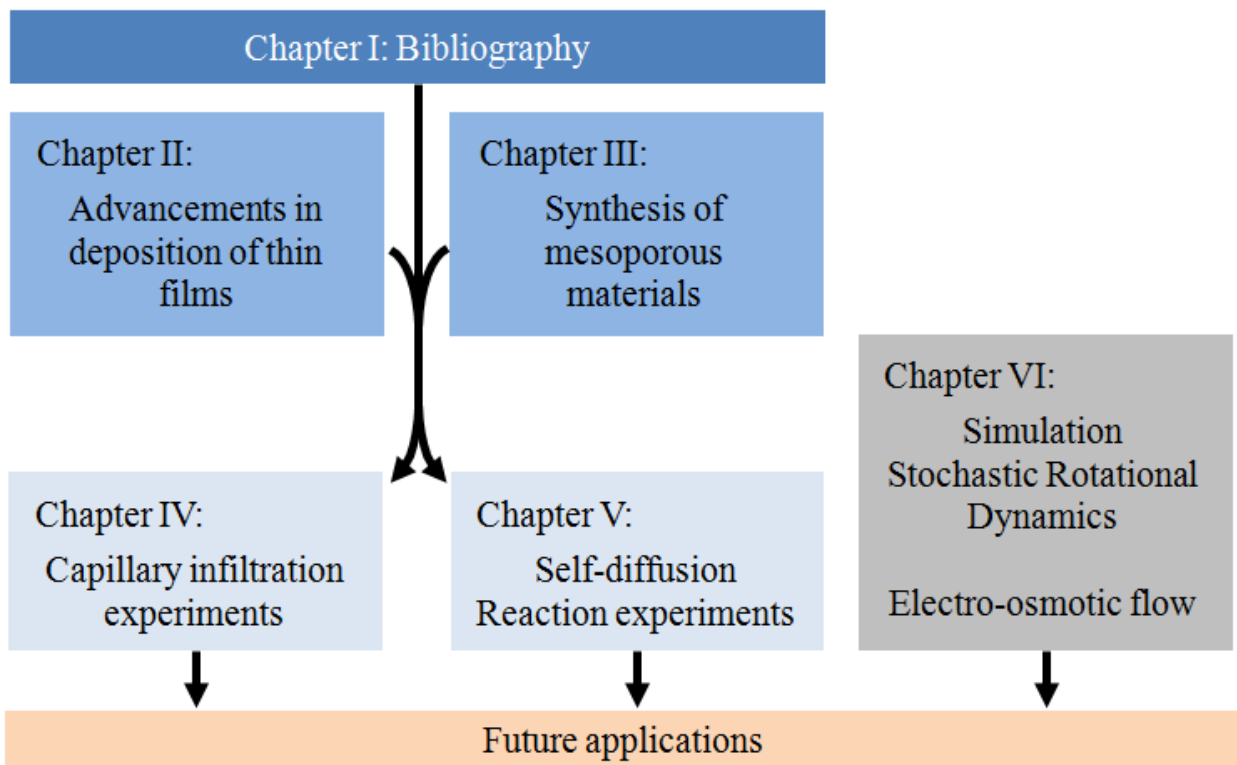 Chapter I: Bibliography
Chapter II:
Advancements in
deposition of thin
films
Chapter III:
Synthesis of
mesoporous
materials
Chapter IV:
Capillary infiltration
experiments
Chapter V:
Self-diffusion
Reaction experiments
Chapter VI:
Simulation
Stochastic Rotational
Dynamics
Electro-osmotic flow
Future applications